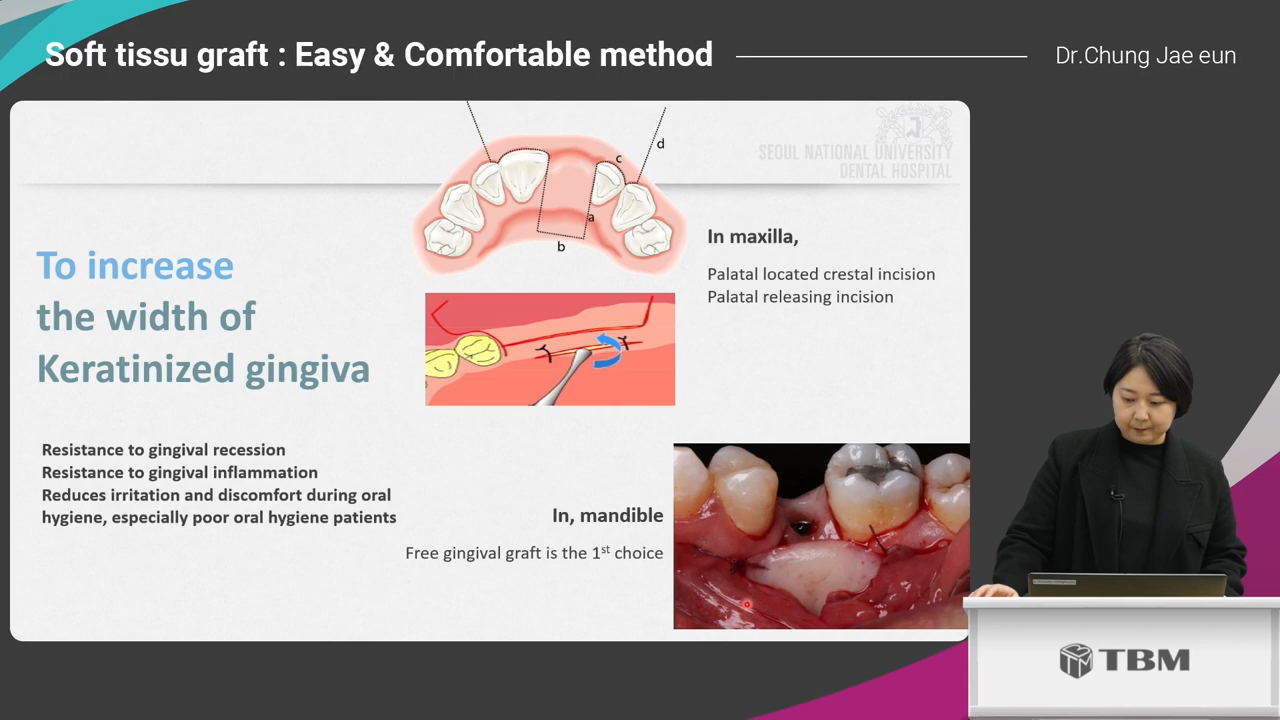 Soft tissu graft : Easy & Comfortable method
Dr.Chung Jae eun
SEOUL NATIONAL UNIVERSITY
DENTAL HOSPITAL
c
d
a
b
To increase
the width of
Keratinized gingiva
In maxilla,
Palatal located crestal incision
Palatal releasing incision
Resistance to gingival recession
Resistance to gingival inflammation
Reduces irritation and discomfort during oral
hygiene, especially poor oral hygiene patients
In, mandible
Free gingival graft is the 1st choice
TBM